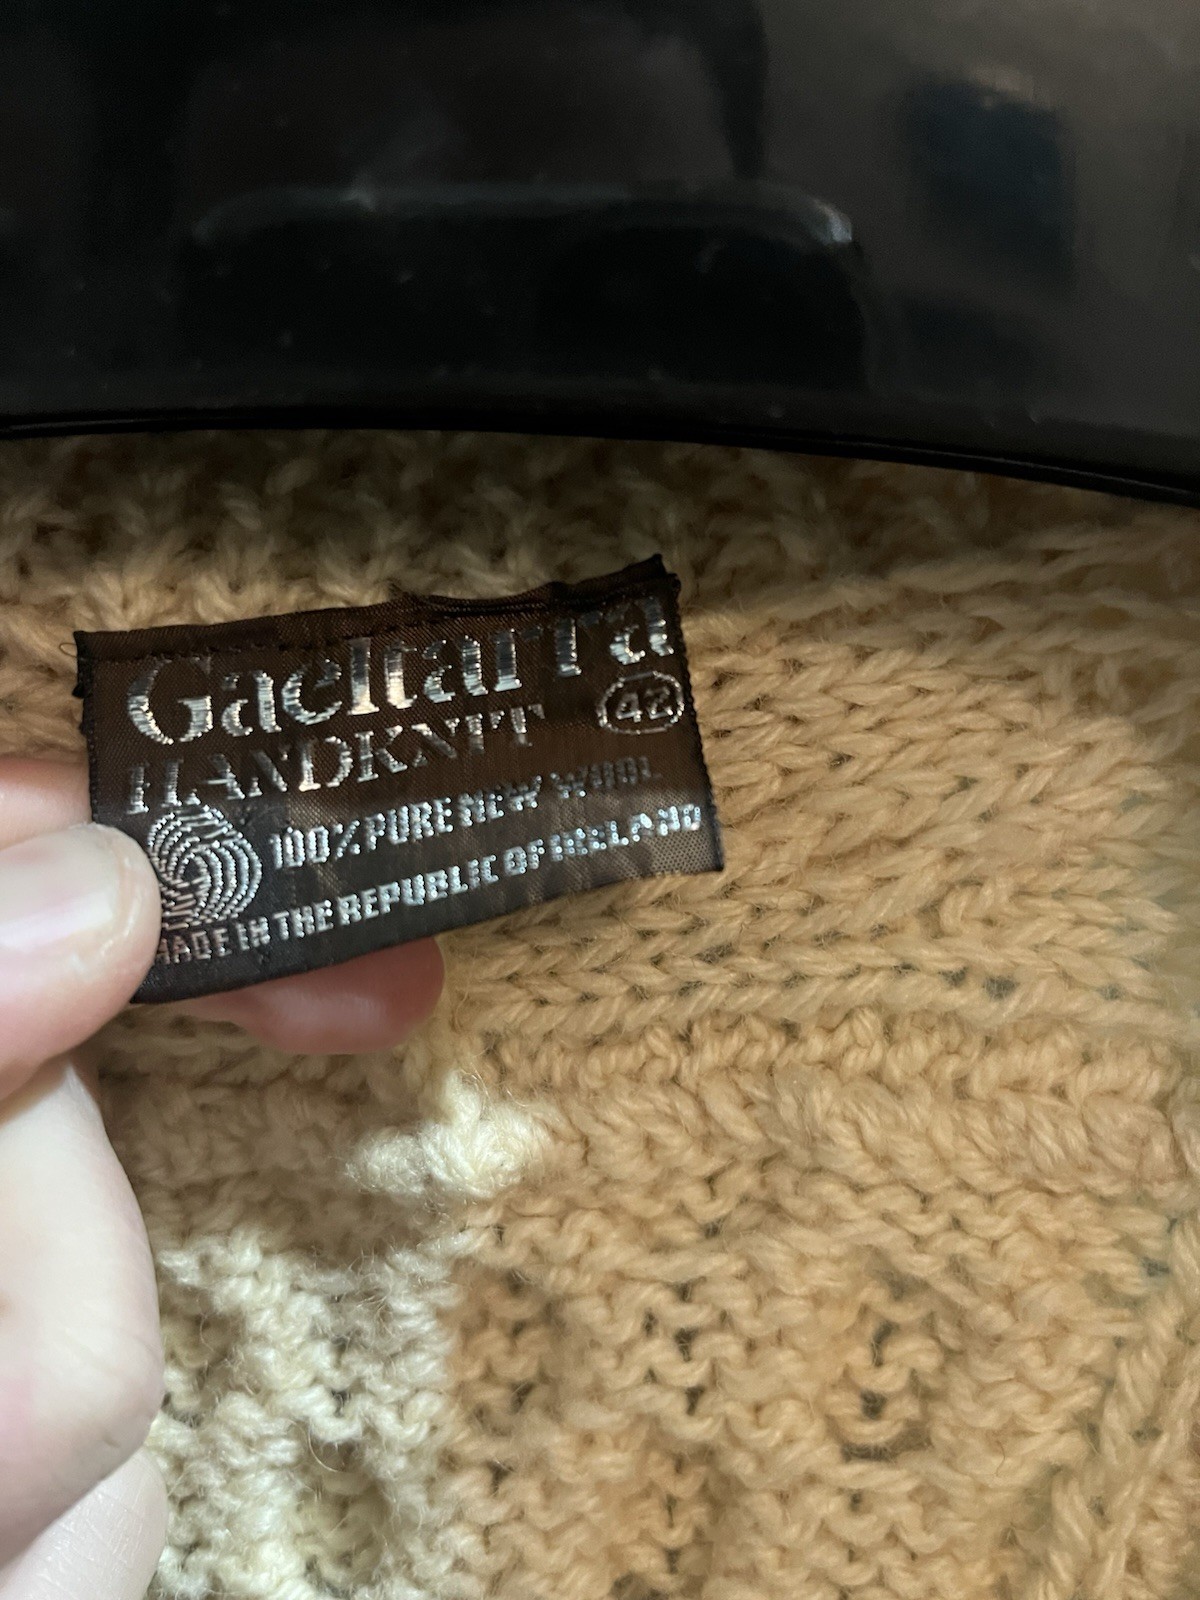 Gaeltarra
HANDKNIT 42
100% PURE NEW WOOL
MADE IN THE REPUBLIC OF IRELAND